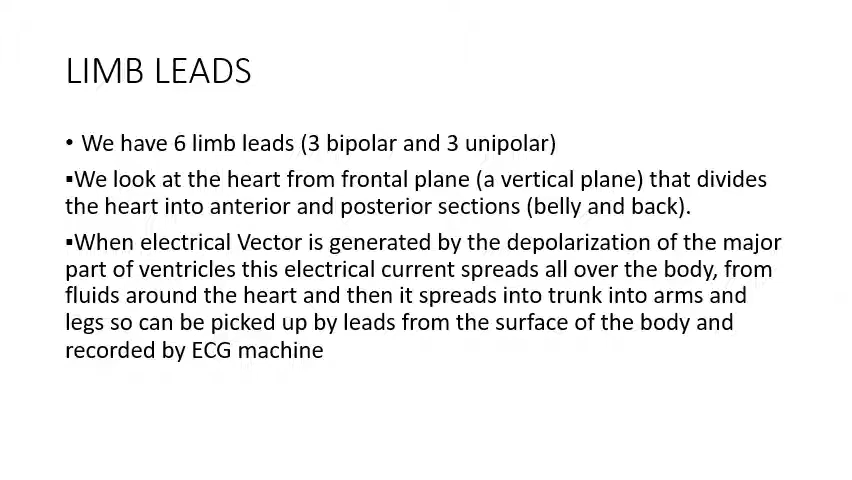 LIMB LEADS
• We have 6 limb leads (3 bipolar and 3 unipolar)
▪We look at the heart from frontal plane (a vertical plane) that divides
the heart into anterior and posterior sections (belly and back).
▪When electrical Vector is generated by the depolarization of the major
part of ventricles this electrical current spreads all over the body, from
fluids around the heart and then it spreads into trunk into arms and
legs so can be picked up by leads from the surface of the body and
recorded by ECG machine